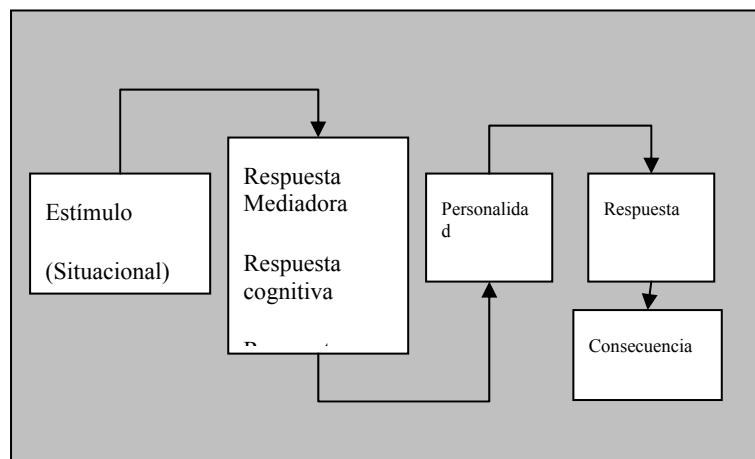 Estímulo
(Situacional)
Respuesta
Mediadora
Respuesta
cognitiva
Personalida
d
Respuesta
Consecuencia